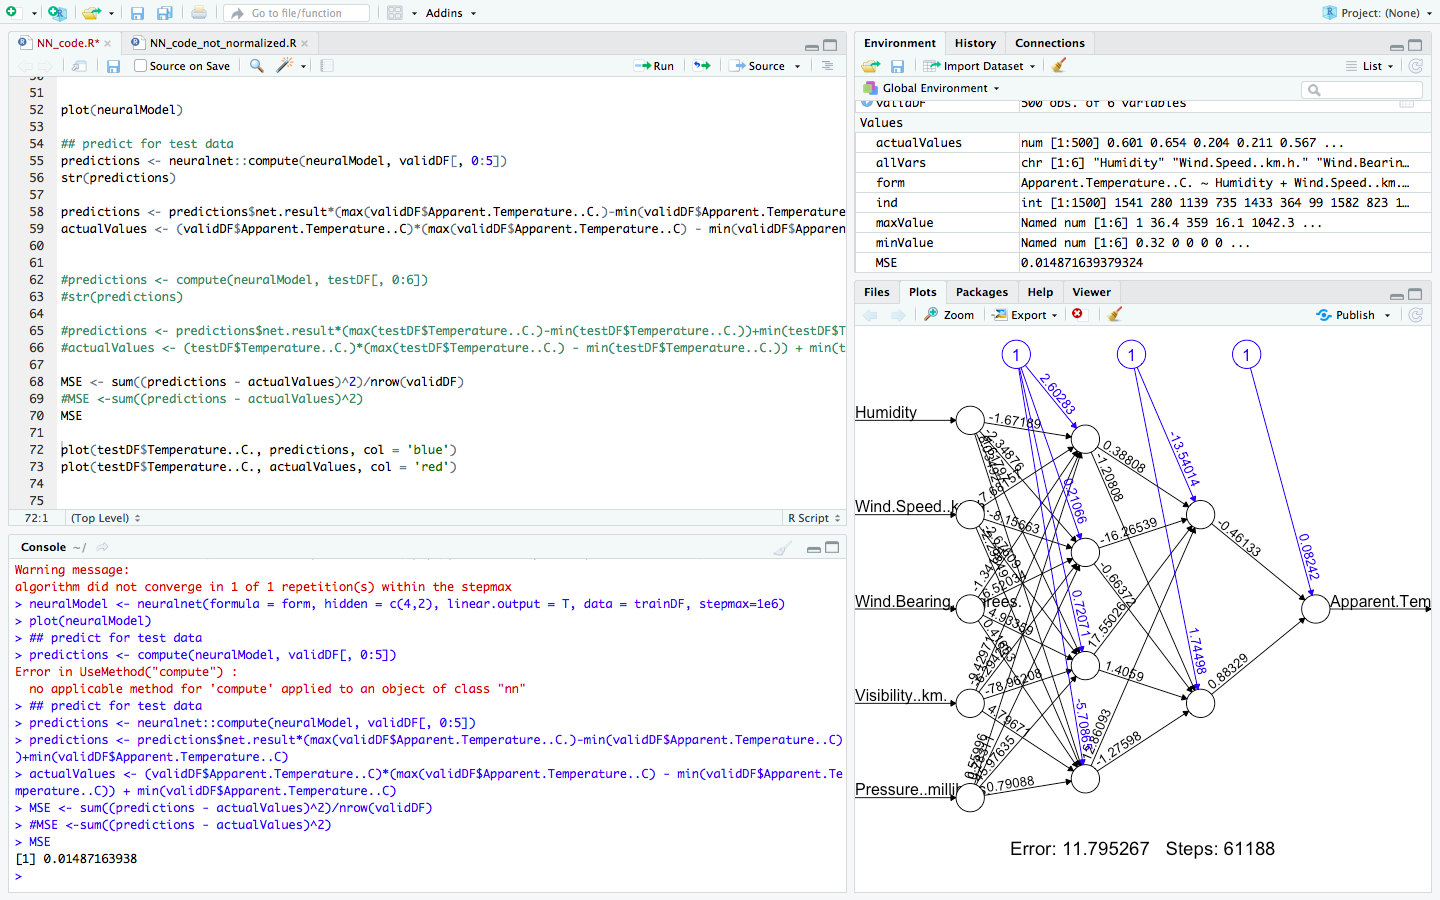 Go to file/function
Addins
Project: (None)
NN_code.R*
NN_code_not_normalized.R
Source on Save
Run
Source
51
52 plot(neuralModel)
53
54 ## predict for test data
55 predictions <- neuralnet::compute(neuralModel, validDF[, 0:5])
56 str(predictions)
57
58 predictions <- predictions$net.result*(max(validDF$Apparent.Temperature..C.)-min(validDF$Apparent.Temperature
59 actualValues <- (validDF$Apparent.Temperature..C)*(max(validDF$Apparent.Temperature..C) - min(validDF$Apparen
60
61
62 #predictions <- compute(neuralModel, testDF[, 0:6])
63 #str(predictions)
64
65 #predictions <- predictions$net.result*(max(testDF$Temperature..C.)-min(testDF$Temperature..C.))+min(testDF$T
66 #actualValues <- (testDF$Temperature..C.)*(max(testDF$Temperature..C.) - min(testDF$Temperature..C.)) + min(t
67
68 MSE <- sum((predictions - actualValues)^2)/nrow(validDF)
69 #MSE <-sum((predictions - actualValues)^2)
70 MSE
71
72 plot(testDF$Temperature..C., predictions, col = 'blue')
73 plot(testDF$Temperature..C., actualValues, col = 'red')
74
75
72:1 (Top Level) R Script
Console ~/
Warning message:
algorithm did not converge in 1 of 1 repetition(s) within the stepmax
> neuralModel <- neuralnet(formula = form, hidden = c(4,2), linear.output = T, data = trainDF, stepmax=1e6)
> plot(neuralModel)
> ## predict for test data
> predictions <- compute(neuralModel, validDF[, 0:5])
Error in UseMethod("compute") :
no applicable method for 'compute' applied to an object of class "nn"
> ## predict for test data
> predictions <- neuralnet::compute(neuralModel, validDF[, 0:5])
> predictions <- predictions$net.result*(max(validDF$Apparent.Temperature..C.)-min(validDF$Apparent.Temperature..C)
)+min(validDF$Apparent.Temperature..C)
> actualValues <- (validDF$Apparent.Temperature..C)*(max(validDF$Apparent.Temperature..C) - min(validDF$Apparent.Te
mperature..C)) + min(validDF$Apparent.Temperature..C)
> MSE <- sum((predictions - actualValues)^2)/nrow(validDF)
> #MSE <-sum((predictions - actualValues)^2)
> MSE
[1] 0.01487163938
>
Environment History Connections
Import Dataset
List
Global Environment
validDF 500 obs. of 6 variables
Values
actualValues num [1:500] 0.601 0.654 0.204 0.211 0.567 ...
allVars chr [1:6] "Humidity" "Wind.Speed..km.h." "Wind.Bearin…
form Apparent.Temperature..C. ~ Humidity + Wind.Speed..km.…
ind int [1:1500] 1541 280 1139 735 1433 364 99 1582 823 1…
maxValue Named num [1:6] 1 36.4 359 16.1 1042.3 ...
minValue Named num [1:6] 0.32 0 0 0 0 ...
MSE 0.014871639379324
Files Plots Packages Help Viewer
Zoom
Export
Publish
1
1
1
2.60283
Humidity
-1.67189
-2.34876
0.38808
-1.20808
-13.54014
Wind.Speed..k
0.21066
-8.15663
-16.26539
-0.46133
0.08242
-0.66372
Wind.Bearing
rees.
0.72071
4.93359
17.55026
1.74498
Visibility..km.
-78.96208
1.4059
0.88329
4.7967
-5.70865
-12.86093
-1.27598
Pressure..millib
-0.79088
Apparent.Tem
Error: 11.795267 Steps: 61188